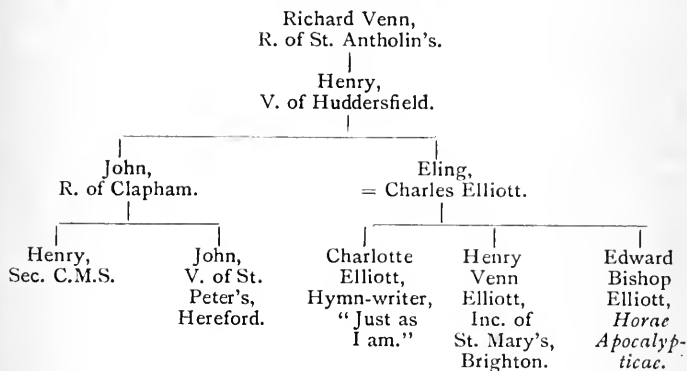 Richard Venn,
R. of St. Antholin's.
Henry,
V. of Huddersfield.
John,
R. of Clapham.
Eling,
= Charles Elliott.
Henry,
Sec. C.M.S.
John,
V. of St.
Peter's,
Hereford.
Charlotte
Elliott,
Hymn-writer,
"Just as
I am."
Henry
Venn
Elliott,
Inc. of
St. Mary's,
Brighton.
Edward
Bishop
Elliott,
Horae
Apocalyp-
ticae.